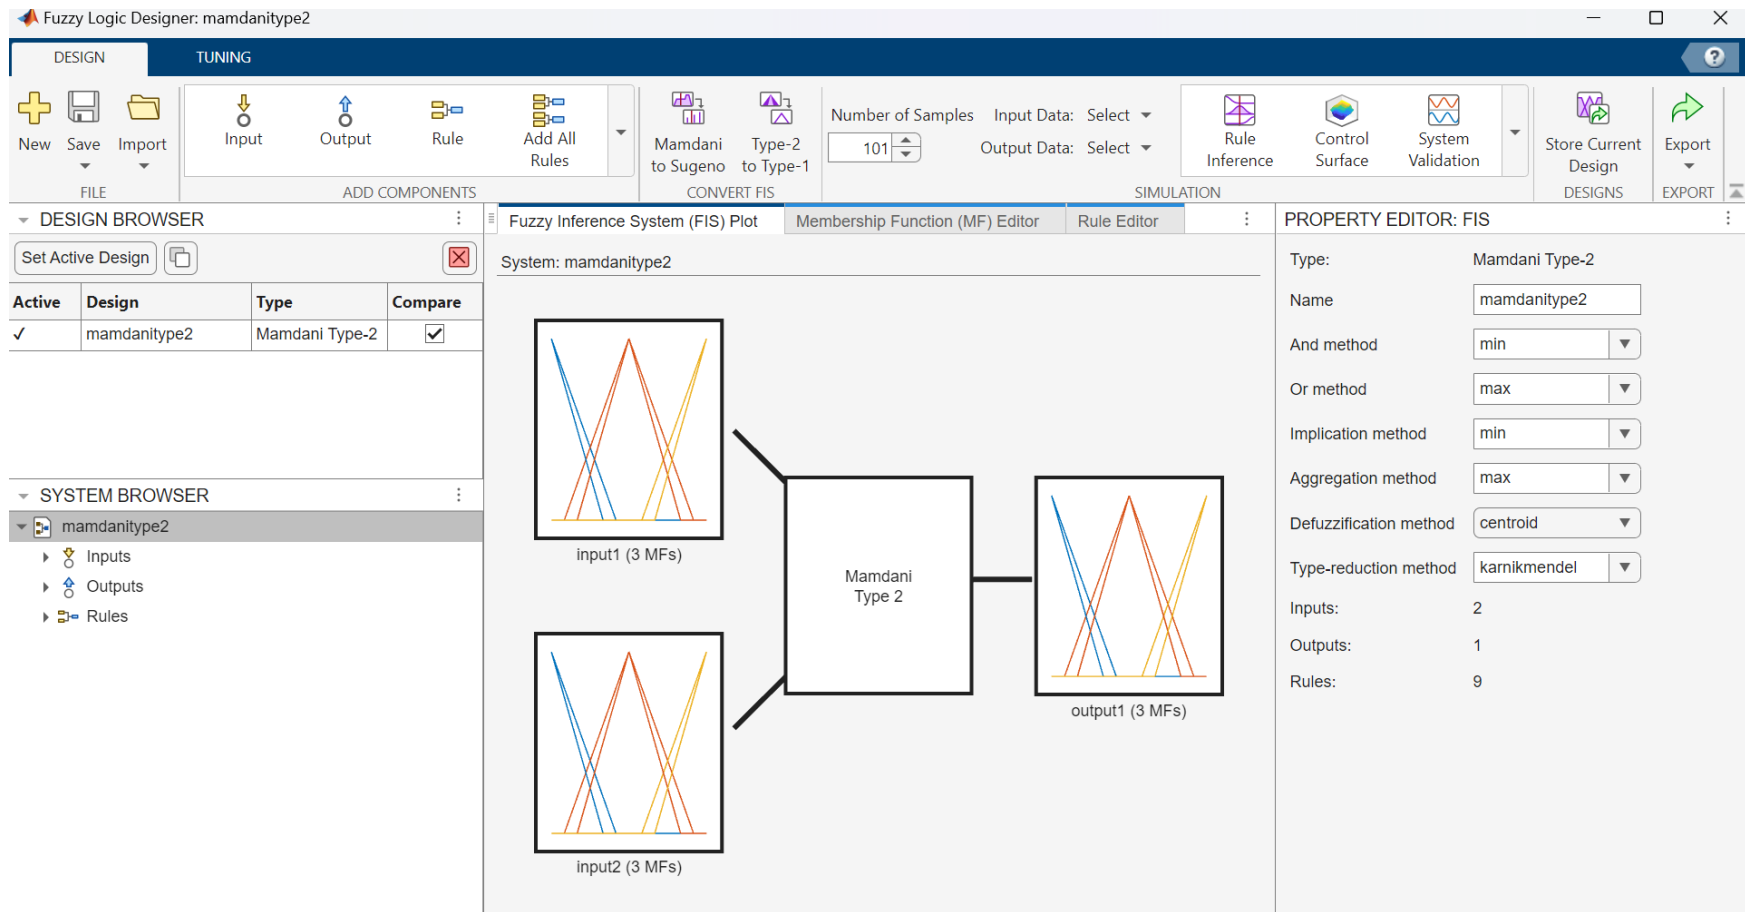 Fuzzy Logic Designer: mamdanitype2
DESIGN
TUNING
?
New
Save
Import
FILE
Input
Output
Rule
Add All
Rules
ADD COMPONENTS
Mamdani
to Sugeno
Type-2
to Type-1
CONVERT FIS
Number of Samples
101
Input Data: Select
Output Data: Select
Rule
Inference
Control
Surface
System
Validation
SIMULATION
Store Current
Design
DESIGNS
Export
EXPORT
DESIGN BROWSER
Set Active Design
Active Design Type Compare
mamdanitype2 Mamdani Type-2
SYSTEM BROWSER
mamdanitype2
Inputs
Outputs
Rules
Fuzzy Inference System (FIS) Plot
Membership Function (MF) Editor
Rule Editor
System: mamdanitype2
input1 (3 MFs)
input2 (3 MFs)
Mamdani
Type 2
output1 (3 MFs)
PROPERTY EDITOR: FIS
Type: Mamdani Type-2
Name mamdanitype2
And method min
Or method max
Implication method min
Aggregation method max
Defuzzification method centroid
Type-reduction method karnikmendel
Inputs: 2
Outputs: 1
Rules: 9